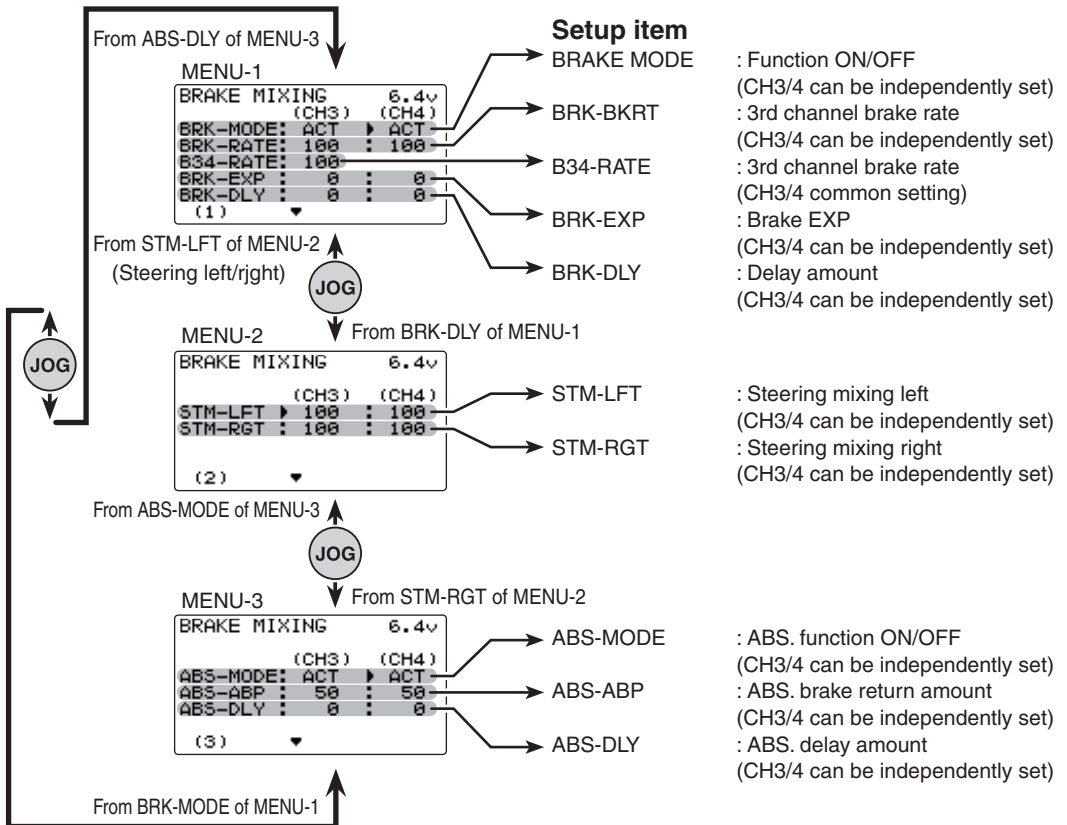 From ABS-DLY of MENU-3
MENU-1
BRAKE MIXING 6.4v
(CH3) (CH4)
BRK-MODE: ACT ▶ ACT
BRK-RATE: 100 : 100
B34-RATE: 100
BRK-EXP : 0 : 0
BRK-DLY : 0 : 0
(1) ▼
Setup item
BRAKE MODE : Function ON/OFF
(CH3/4 can be independently set)
BRK-BKRT : 3rd channel brake rate
(CH3/4 can be independently set)
B34-RATE : 3rd channel brake rate
(CH3/4 common setting)
BRK-EXP : Brake EXP
(CH3/4 can be independently set)
BRK-DLY : Delay amount
(CH3/4 can be independently set)
From STM-LFT of MENU-2
(Steering left/rjght)
JOG
JOG
MENU-2
From BRK-DLY of MENU-1
BRAKE MIXING 6.4v
(CH3) (CH4)
STM-LFT ▶ 100 : 100
STM-RGT : 100 : 100
(2) ▼
STM-LFT : Steering mixing left
(CH3/4 can be independently set)
STM-RGT : Steering mixing right
(CH3/4 can be independently set)
From ABS-MODE of MENU-3
JOG
MENU-3
From STM-RGT of MENU-2
BRAKE MIXING 6.4v
(CH3) (CH4)
ABS-MODE: ACT ▶ ACT
ABS-ABP : 50 : 50
ABS-DLY : 0 : 0
(3) ▼
ABS-MODE : ABS. function ON/OFF
(CH3/4 can be independently set)
ABS-ABP : ABS. brake return amount
(CH3/4 can be independently set)
ABS-DLY : ABS. delay amount
(CH3/4 can be independently set)
From BRK-MODE of MENU-1